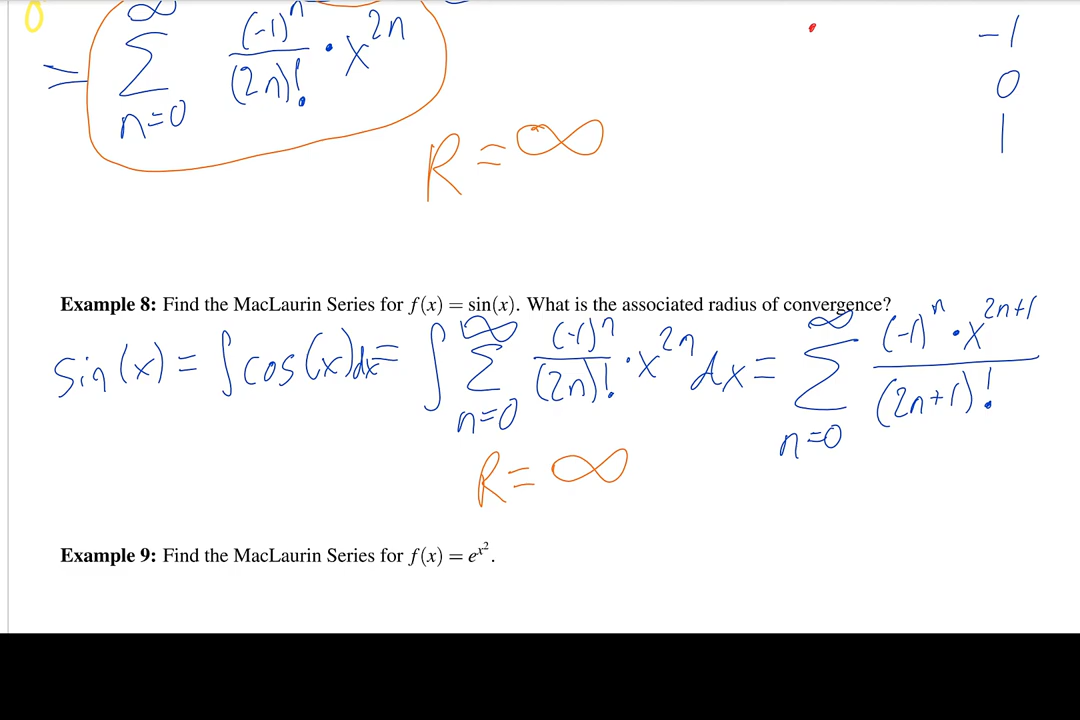 0
= ∞ Σ n=0 (-1)^n / (2n)! · x^2n
-1
0
1
R = ∞
Example 8: Find the MacLaurin Series for f(x) = sin(x). What is the associated radius of convergence?
sin(x) = ∫cos(x)dx = ∫ ∞ Σ n=0 (-1)^n / (2n)! · x^2n dx = ∞ Σ n=0 (-1)^n · x^2n+1 / (2n+1)!
R = ∞
Example 9: Find the MacLaurin Series for f(x) = e^x^2.